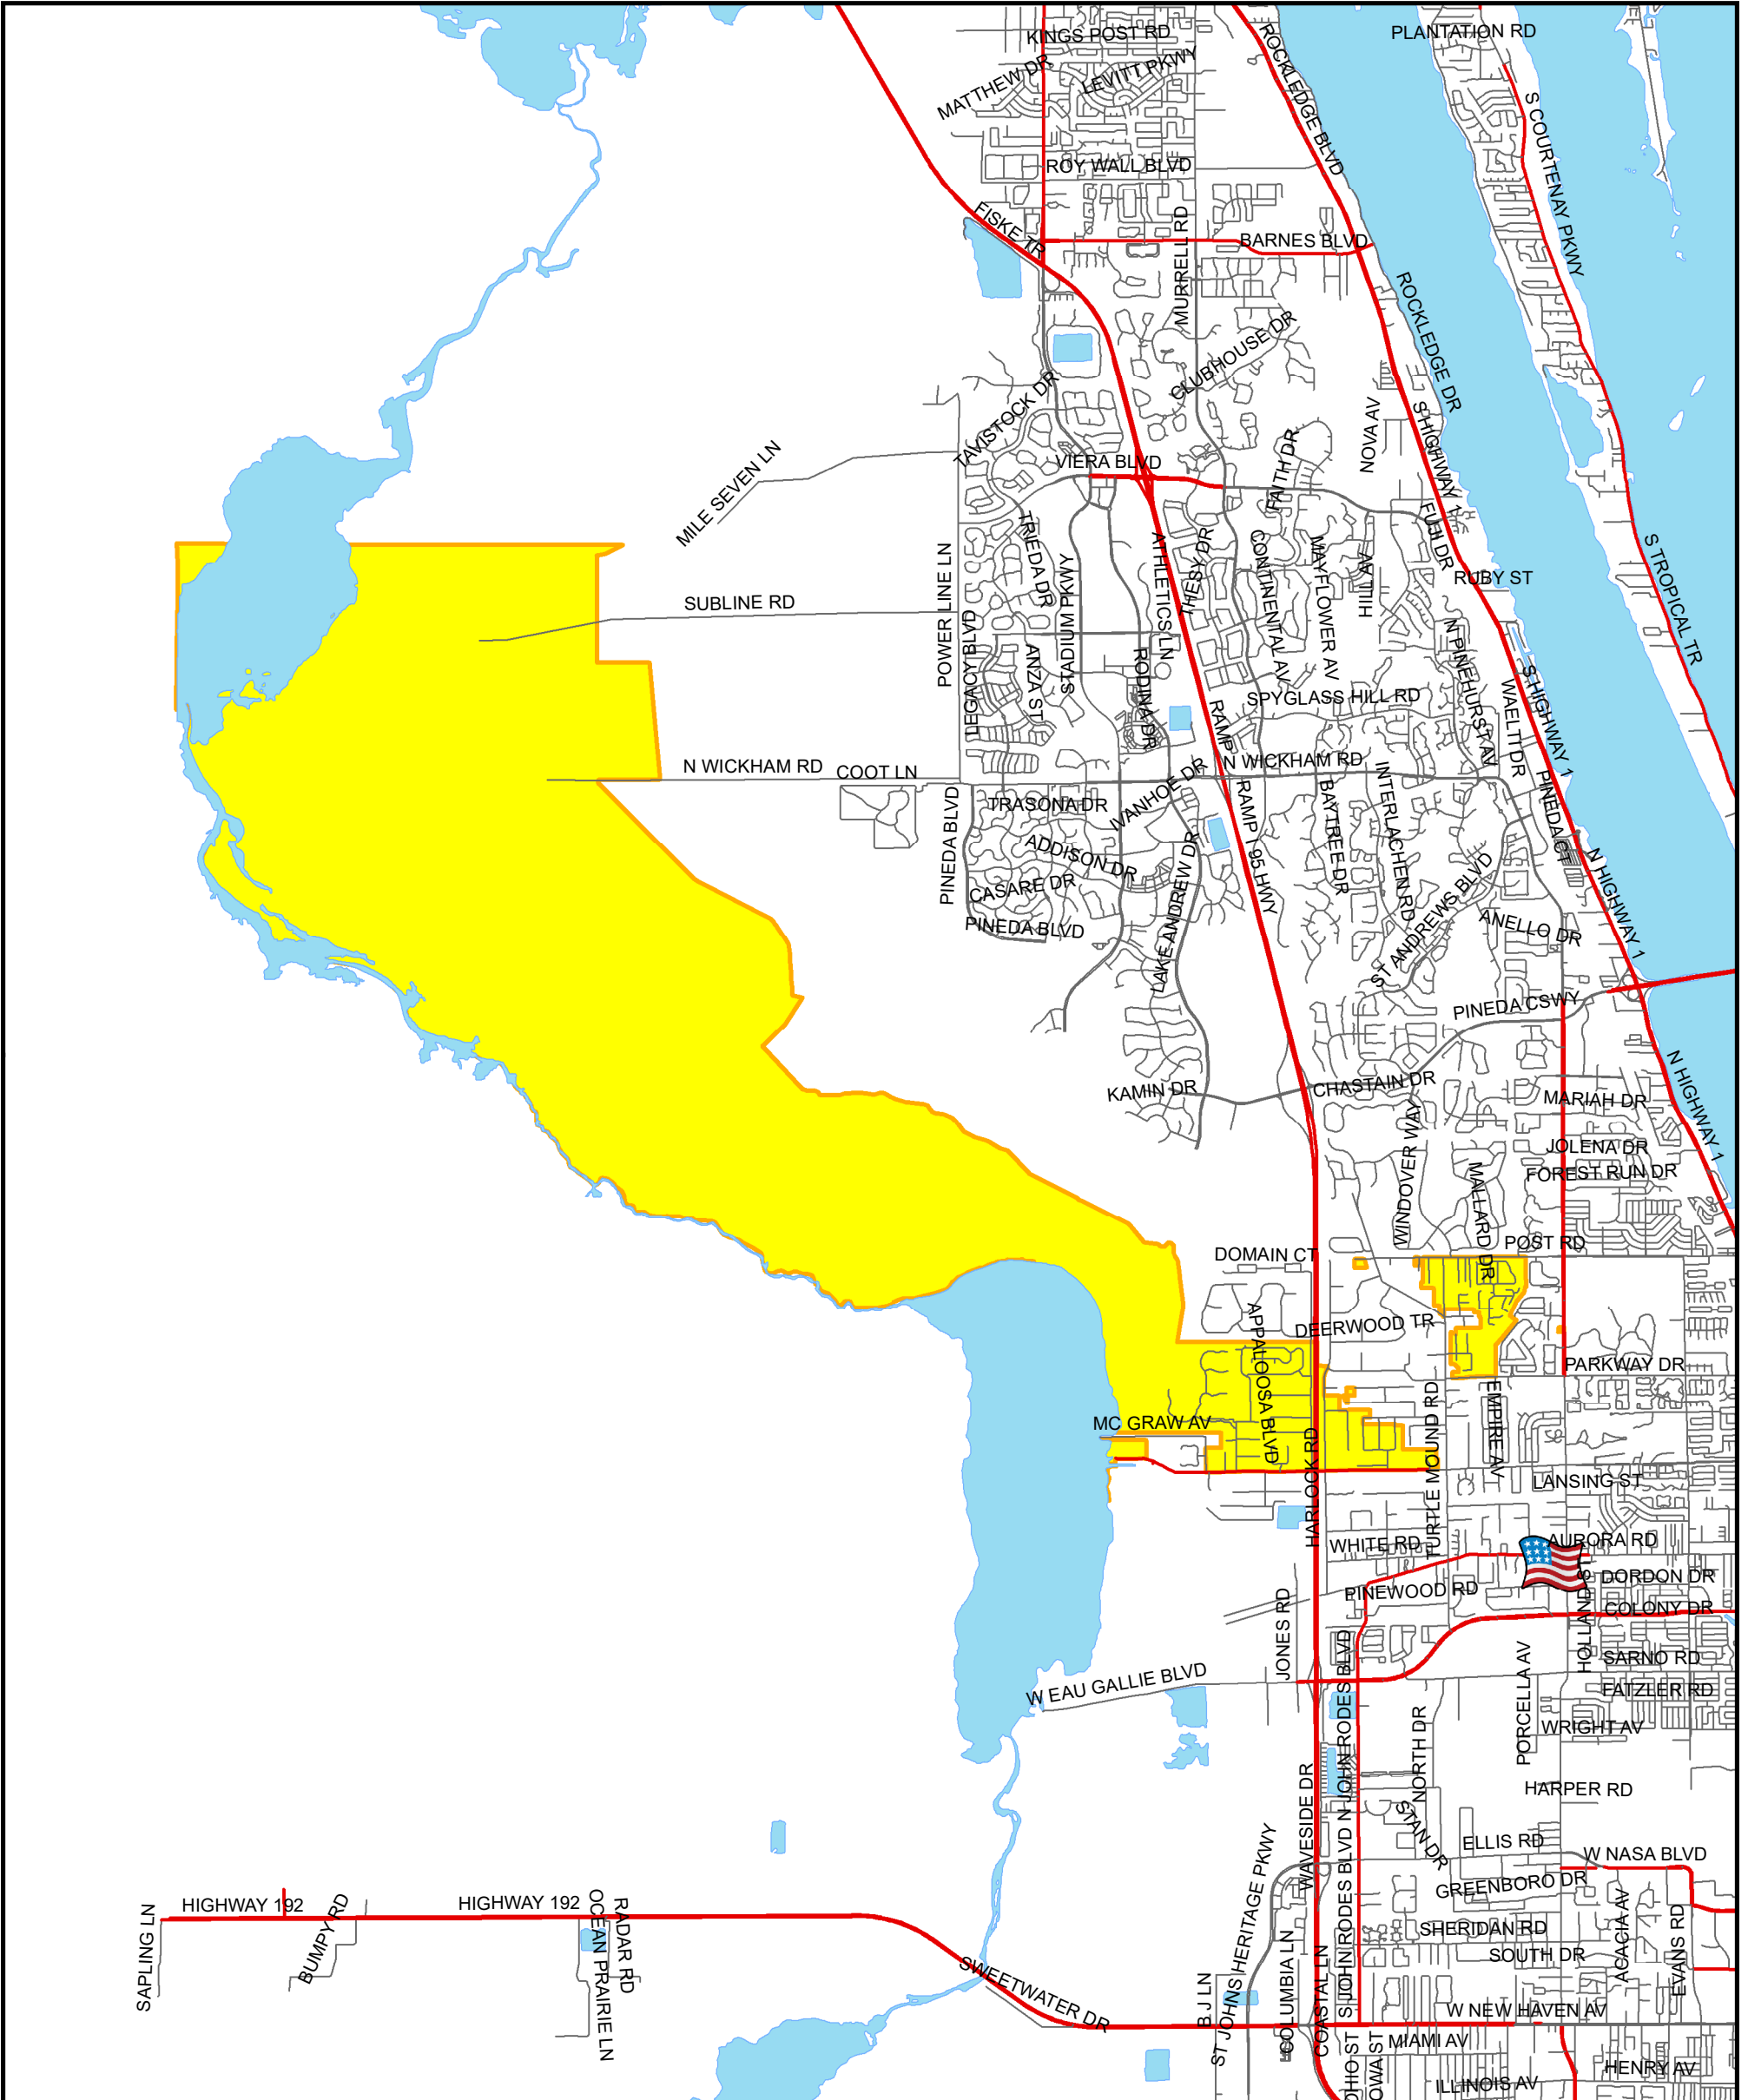 KINGS POST RD
PLANTATION RD
ROCKLEDGE BLVD
MATTHEW DR
LEVITT PKWY
S COURTENAY PKWY
ROY WALL BLVD
FISKE TR
MURRELL RD
BARNES BLVD
ROCKLEDGE DR
CLUBHOUSE DR
TAVISTOCK DR
NOVA AV
S HIGHWAY 1
MILE SEVEN LN
VIERA BLVD
FAITH DR
FUJI DR
TRIEDA DR
STADIUM PKWY
ATHLETICS LN
THESY DR
CONTINENTAL AV
MAYFLOWER AV
HILL AV
RUBY ST
S TROPICAL TR
POWER LINE LN
SUBLINE RD
LEGACY BLVD
ANZA ST
RODINA DR
N PINEHURST AV
SPYGLASS HILL RD
WAELTI DR
S HIGHWAY 1
RAMP
N WICKHAM RD
COOT LN
N WICKHAM RD
IVANHOE DR
RAMP I 95 HWY
BAYTREE DR
INTERLACHEN RD
PINEDA CT
PINEDA BLVD
TRASONA DR
ADDISON DR
CASARE DR
PINEDA BLVD
LAKE ANDREW DR
ST ANDREWS BLVD
ANELLO DR
N HIGHWAY 1
PINEDA CSWY
KAMIN DR
CHASTAIN DR
MARIAH DR
N HIGHWAY 1
WINDOVER WAY
JOLENA DR
MALLARD DR
FOREST RUN DR
DOMAIN CT
POST RD
APPALOOSA BLVD
DEERWOOD TR
PARKWAY DR
MC GRAW AV
HARLOCK RD
TURTLE MOUND RD
EMPIRE AV
LANSING ST
WHITE RD
AURORA RD
JONES RD
PINEWOOD RD
HOLLAND ST
DORDON DR
COLONY DR
W EAU GALLIE BLVD
N JOHN RODES BLVD
PORCELLA AV
SARNO RD
FATZLER RD
NORTH DR
WRIGHT AV
WAVESIDE DR
HARPER RD
STAN DR
ELLIS RD
W NASA BLVD
ST JOHNS HERITAGE PKWY
GREENBORO DR
SAPLING LN
HIGHWAY 192
BUMPY RD
HIGHWAY 192
OCEAN PRAIRIE LN
RADAR RD
SWEETWATER DR
B J LN
COLUMBIA LN
COASTAL LN
S JOHN RODES BLVD
SHERIDAN RD
SOUTH DR
ACACIA AV
EVANS RD
W NEW HAVEN AV
OHIO ST
IOWA ST
MIAMI AV
HENRY AV
ILLINOIS AV